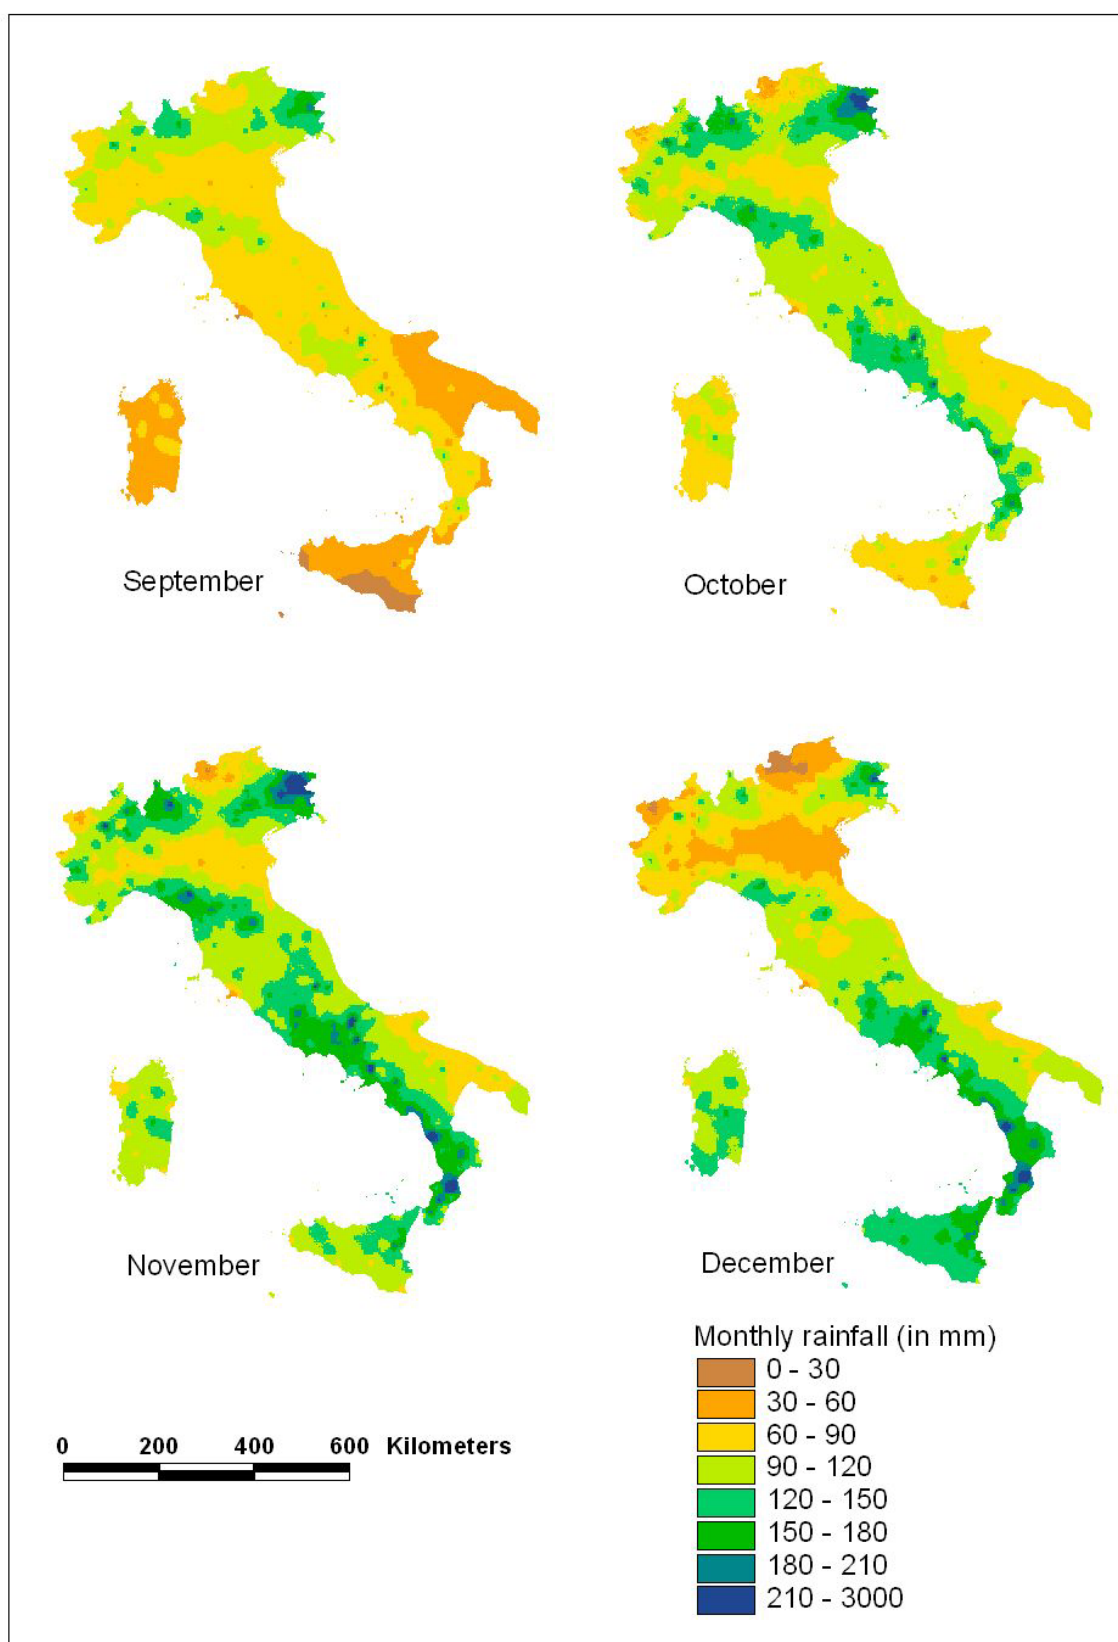 September
October
November
December
Monthly rainfall (in mm)
0 - 30
30 - 60
60 - 90
90 - 120
120 - 150
150 - 180
180 - 210
210 - 3000
0 200 400 600 Kilometers